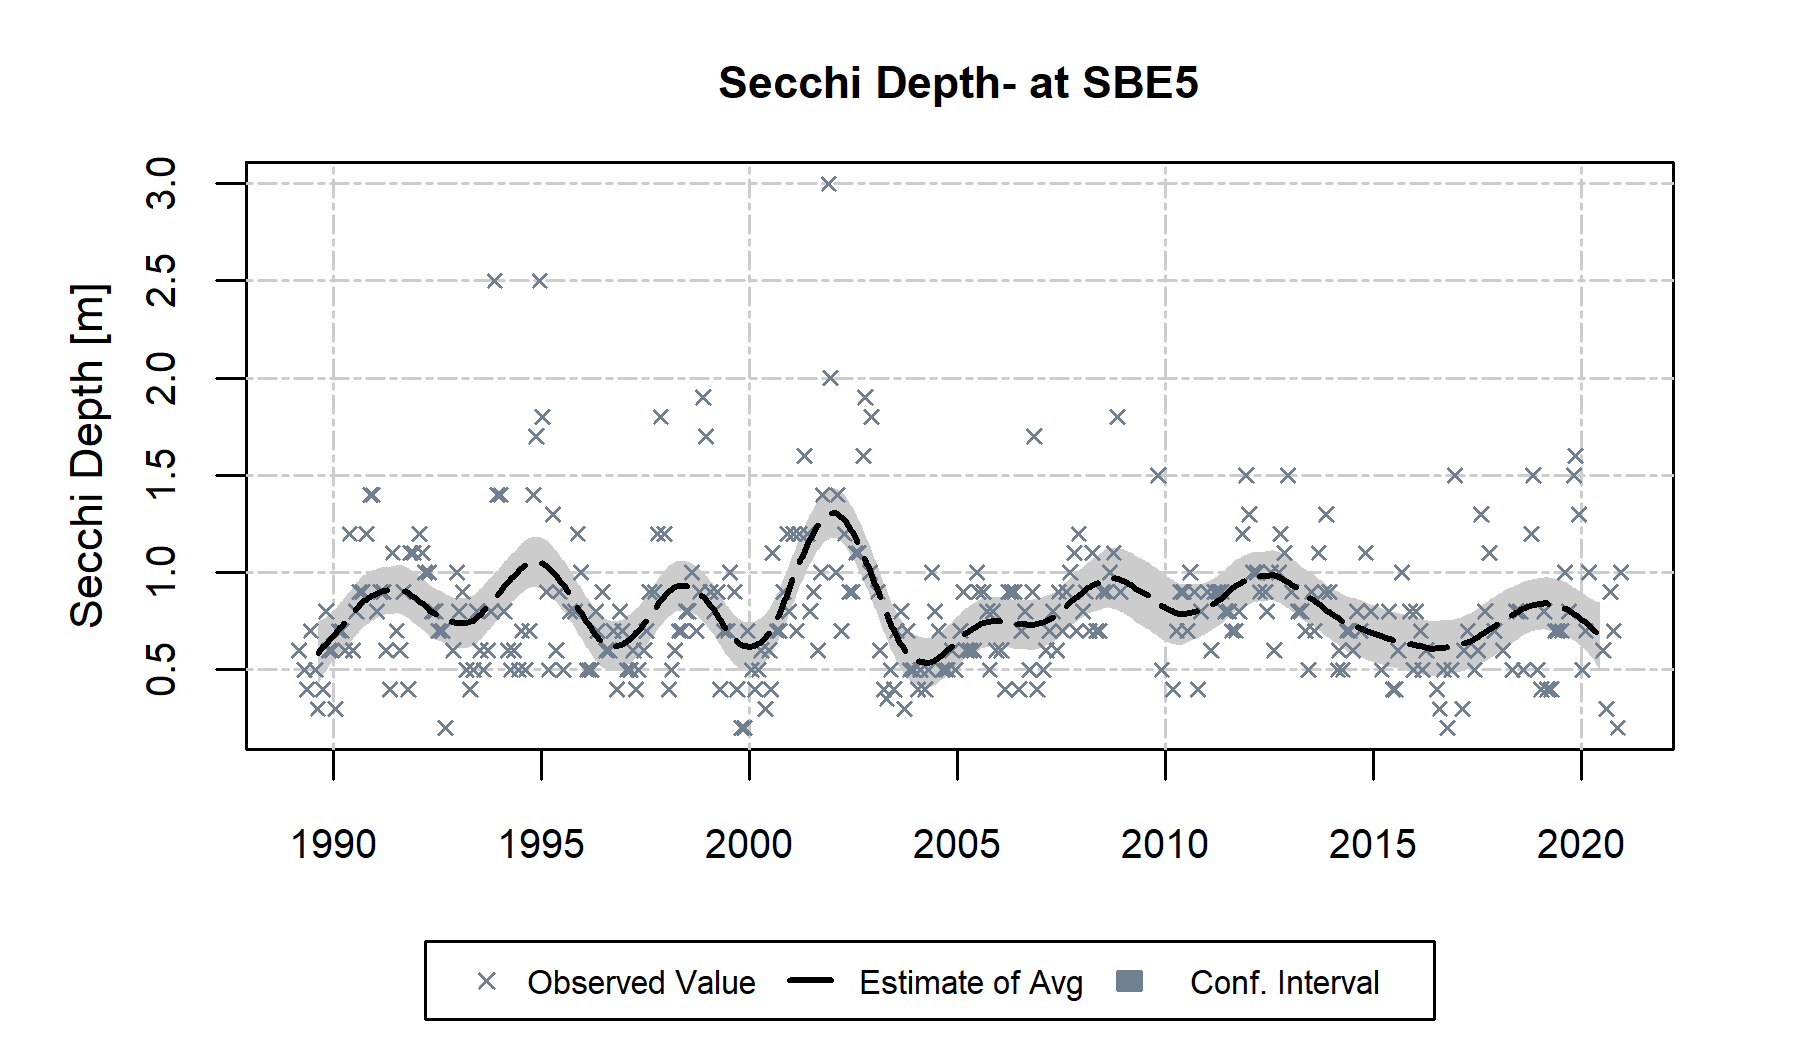 Secchi Depth- at SBE5
Secchi Depth [m]
3.0
2.5
2.0
1.5
1.0
0.5
1990 1995 2000 2005 2010 2015 2020
Observed Value Estimate of Avg Conf. Interval